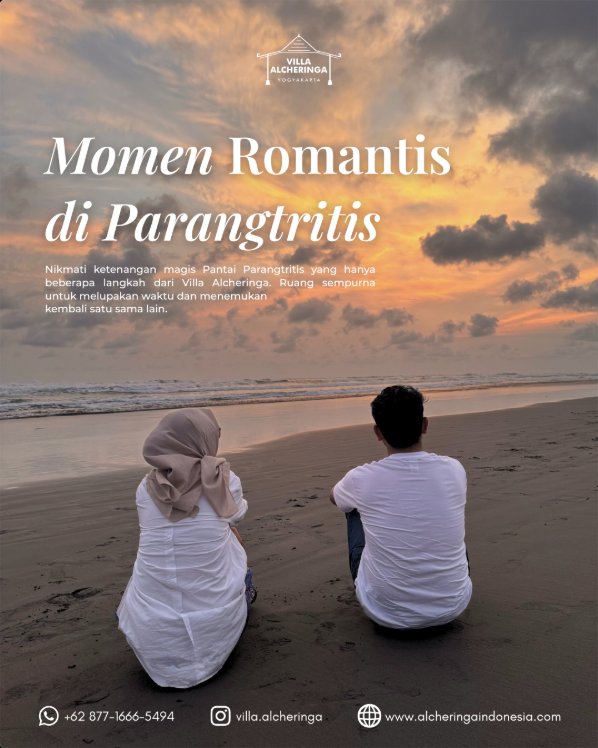 VILLA
ALCHERINGA
YOGYAKARTA
Momen Romantis
di Parangtritis
Nikmati ketenangan magis Pantai Parangtritis yang hanya
beberapa langkah dari Villa Alcheringa. Ruang sempurna
untuk melupakan waktu dan menemukan
kembali satu sama lain.
+62 877-1666-5494
villa.alcheringa
www.alcheringaindonesia.com